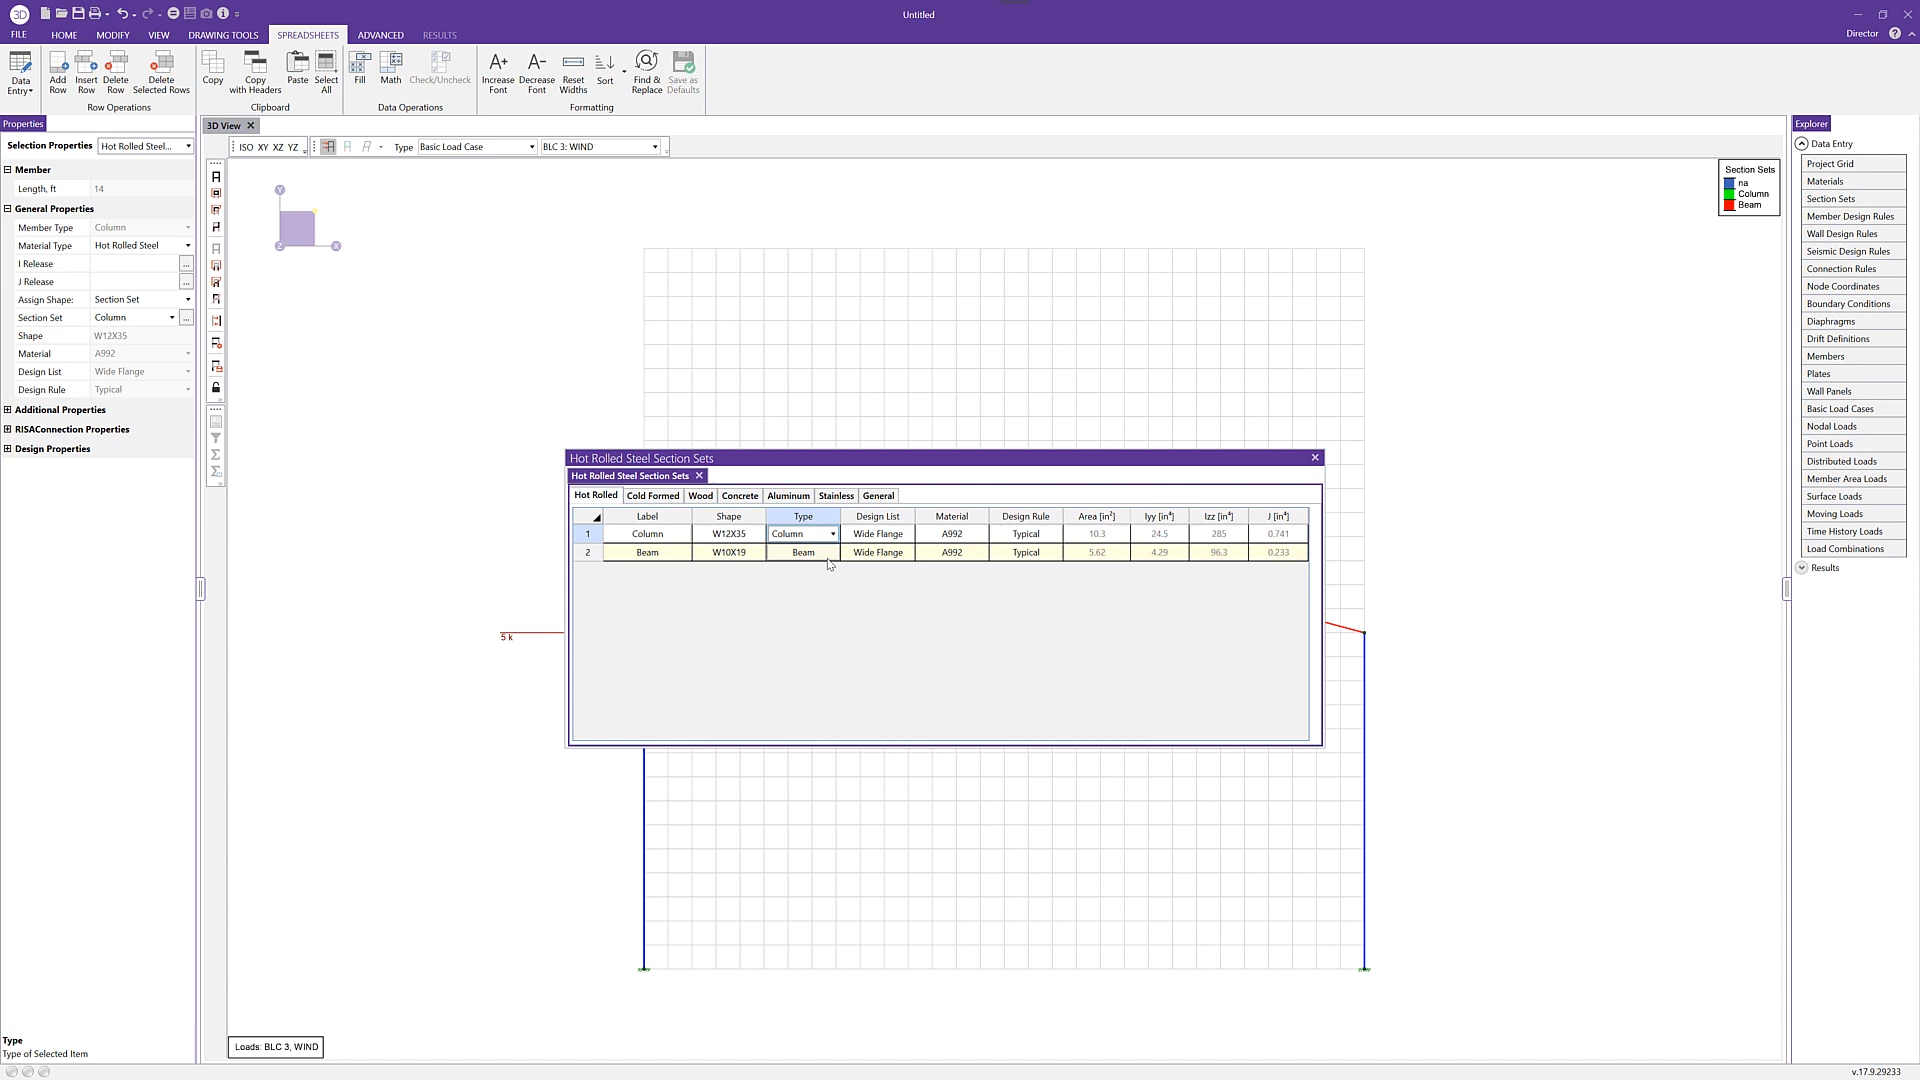 3D
Untitled
FILE HOME MODIFY VIEW DRAWING TOOLS SPREADSHEETS ADVANCED RESULTS
Director
Data Entry
Add Row
Insert Row
Delete Row
Delete Selected Rows
Row Operations
Copy
Copy with Headers
Paste
Select All
Clipboard
Fill
Math
Check/Uncheck
Data Operations
A+ Increase Font
A- Decrease Font
Reset Widths
Sort
Find & Replace
Save as Defaults
Formatting
Properties
Selection Properties Hot Rolled Steel...
Member
Length, ft 14
General Properties
Member Type Column
Material Type Hot Rolled Steel
I Release ...
J Release ...
Assign Shape: Section Set
Section Set Column ...
Shape W12X35
Material A992
Design List Wide Flange
Design Rule Typical
Additional Properties
RISAConnection Properties
Design Properties
Type
Type of Selected Item
3D View
ISO XY XZ YZ Type Basic Load Case BLC 3: WIND
Y
Z X
Section Sets
na
Column
Beam
5 k
Hot Rolled Steel Section Sets
Hot Rolled Steel Section Sets
Hot Rolled Cold Formed Wood Concrete Aluminum Stainless General
Label Shape Type Design List Material Design Rule Area [in²] Iyy [in⁴] Izz [in⁴] J [in⁴]
1 Column W12X35 Column Wide Flange A992 Typical 10.3 24.5 285 0.741
2 Beam W10X19 Beam Wide Flange A992 Typical 5.62 4.29 96.3 0.233
Loads: BLC 3, WIND
Explorer
Data Entry
Project Grid
Materials
Section Sets
Member Design Rules
Wall Design Rules
Seismic Design Rules
Connection Rules
Node Coordinates
Boundary Conditions
Diaphragms
Drift Definitions
Members
Plates
Wall Panels
Basic Load Cases
Nodal Loads
Point Loads
Distributed Loads
Member Area Loads
Surface Loads
Moving Loads
Time History Loads
Load Combinations
Results
v.17.9.29233